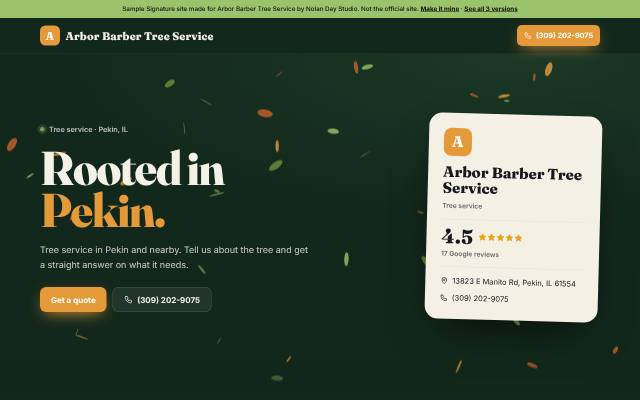 Sample Signature site made for Arbor Barber Tree Service by Nolan Day Studio. Not the official site. Make it mine · See all 3 versions
A Arbor Barber Tree Service
(309) 202-9075
Tree service · Pekin, IL
Rooted in
Pekin.
Tree service in Pekin and nearby. Tell us about the tree and get
a straight answer on what it needs.
Get a quote
(309) 202-9075
A
Arbor Barber Tree
Service
Tree service
4.5
17 Google reviews
13823 E Manito Rd, Pekin, IL 61554
(309) 202-9075